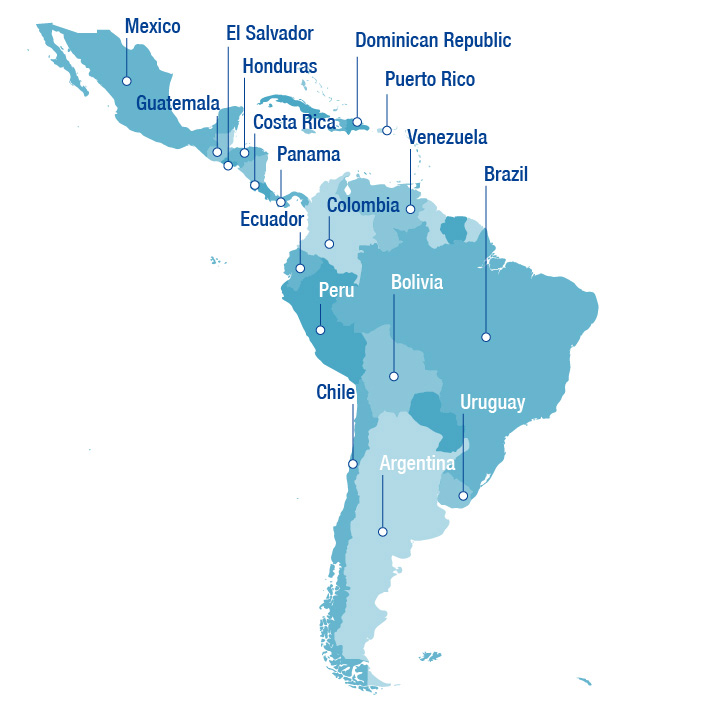 Mexico
El Salvador
Dominican Republic
Honduras
Puerto Rico
Guatemala
Costa Rica
Venezuela
Panama
Brazil
Colombia
Ecuador
Peru
Bolivia
Chile
Uruguay
Argentina